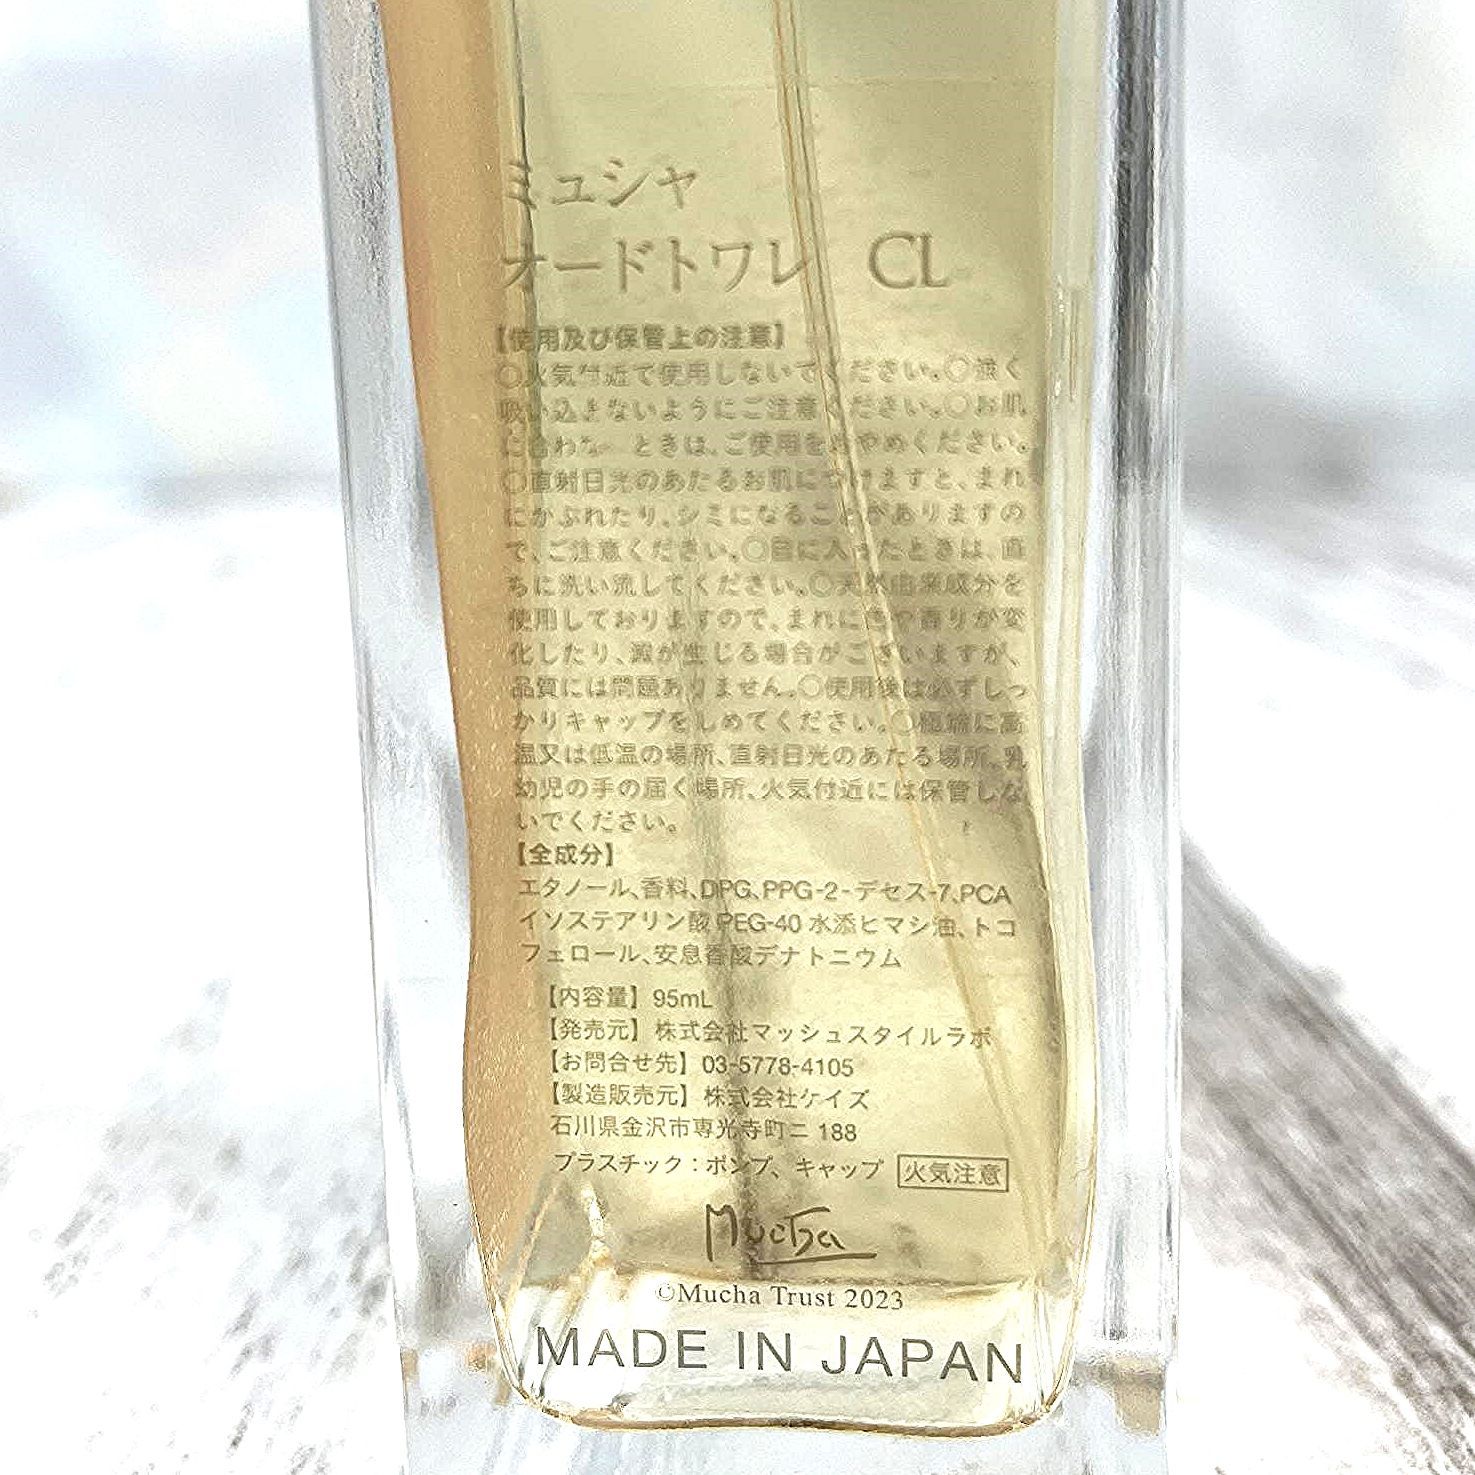 ミュシャ
オードトワレ CL
【使用及び保管上の注意】
〇火気付近で使用しないでください。〇強く
吸い込まないようにご注意ください。〇お肌
に合わな ときは、ご使用をおやめください。
〇直射日光のあたるお肌につけますと、まれ
にかぶれたり、シミになることがありますの
で、ご注意ください。〇目に入ったときは、直
ちに洗い流してください。〇天然由来成分を
使用しておりますので、まれに色や香りが変
化したり、澱が生じる場合がございますが、
品質には問題ありません。〇使用後は必ずしっ
かりキャップをしめてください。〇極端に高
温又は低温の場所、直射日光のあたる場所、乳
幼児の手の届く場所、火気付近には保管しな
いでください。
【全成分】
エタノール、香料、DPG、PPG-2-デセス-7、PCA
イソステアリン酸PEG-40水添ヒマシ油、トコ
フェロール、安息香酸デナトニウム
【内容量】95mL
【発売元】株式会社マッシュスタイルラボ
【お問合せ先】03-5778-4105
【製造販売元】株式会社ケイズ
石川県金沢市専光寺町ニ 188
プラスチック：ポンプ、キャップ 火気注意
Mucha
©Mucha Trust 2023
MADE IN JAPAN